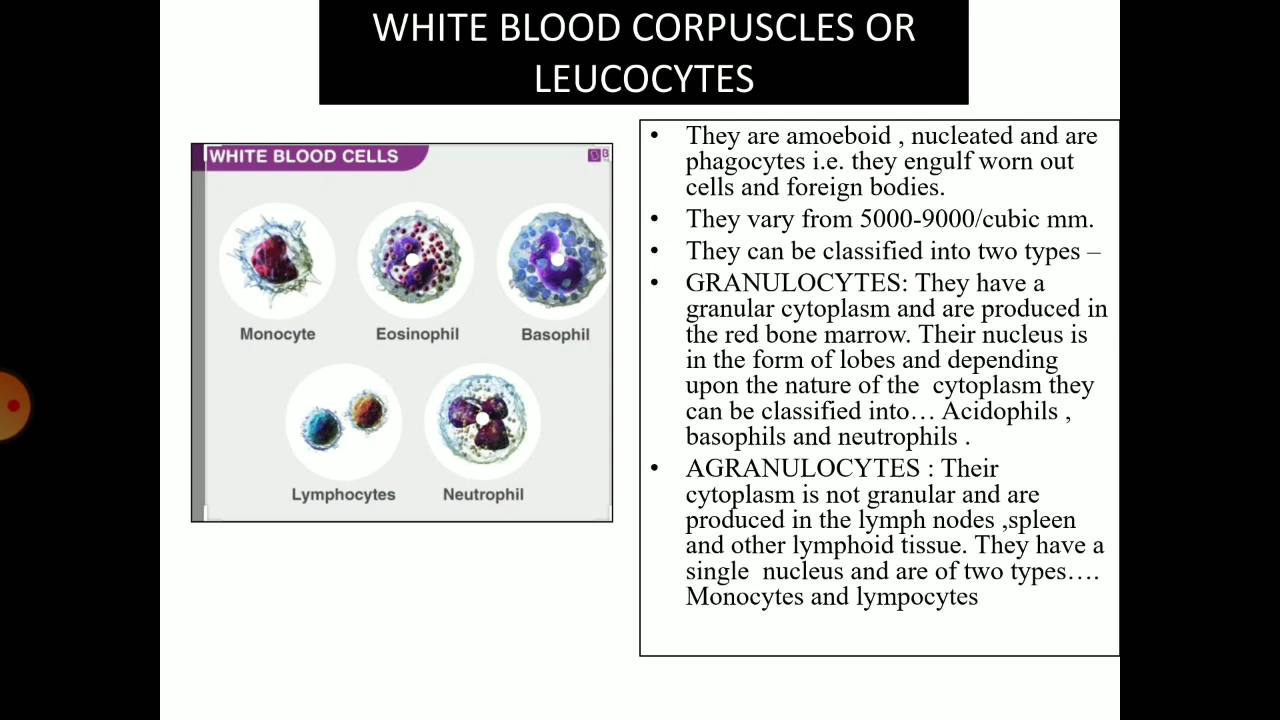 WHITE BLOOD CORPUSCLES OR
LEUCOCYTES
WHITE BLOOD CELLS
Monocyte
Eosinophil
Basophil
Lymphocytes
Neutrophil
• They are amoeboid , nucleated and are
phagocytes i.e. they engulf worn out
cells and foreign bodies.
• They vary from 5000-9000/cubic mm.
• They can be classified into two types –
• GRANULOCYTES: They have a
granular cytoplasm and are produced in
the red bone marrow. Their nucleus is
in the form of lobes and depending
upon the nature of the  cytoplasm they
can be classified into… Acidophils ,
basophils and neutrophils .
• AGRANULOCYTES : Their
cytoplasm is not granular and are
produced in the lymph nodes ,spleen
and other lymphoid tissue. They have a
single  nucleus and are of two types….
Monocytes and lympocytes